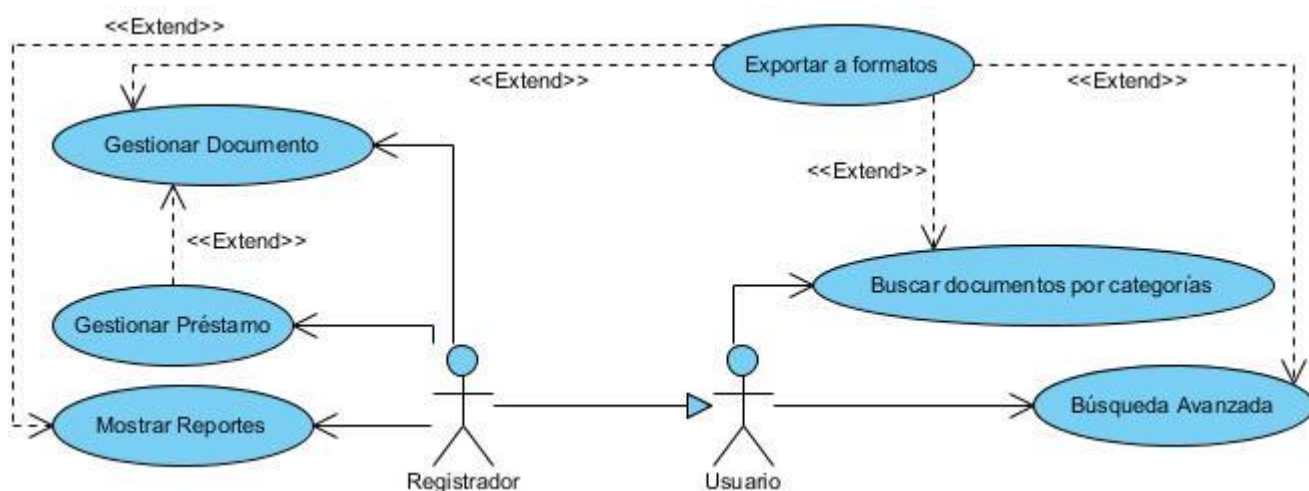 <<Extend>>
Exportar a formatos
<<Extend>>
<<Extend>>
Gestionar Documento
<<Extend>>
<<Extend>>
Buscar documentos por categorías
Gestionar Préstamo
Búsqueda Avanzada
Mostrar Reportes
Registrador
Usuario